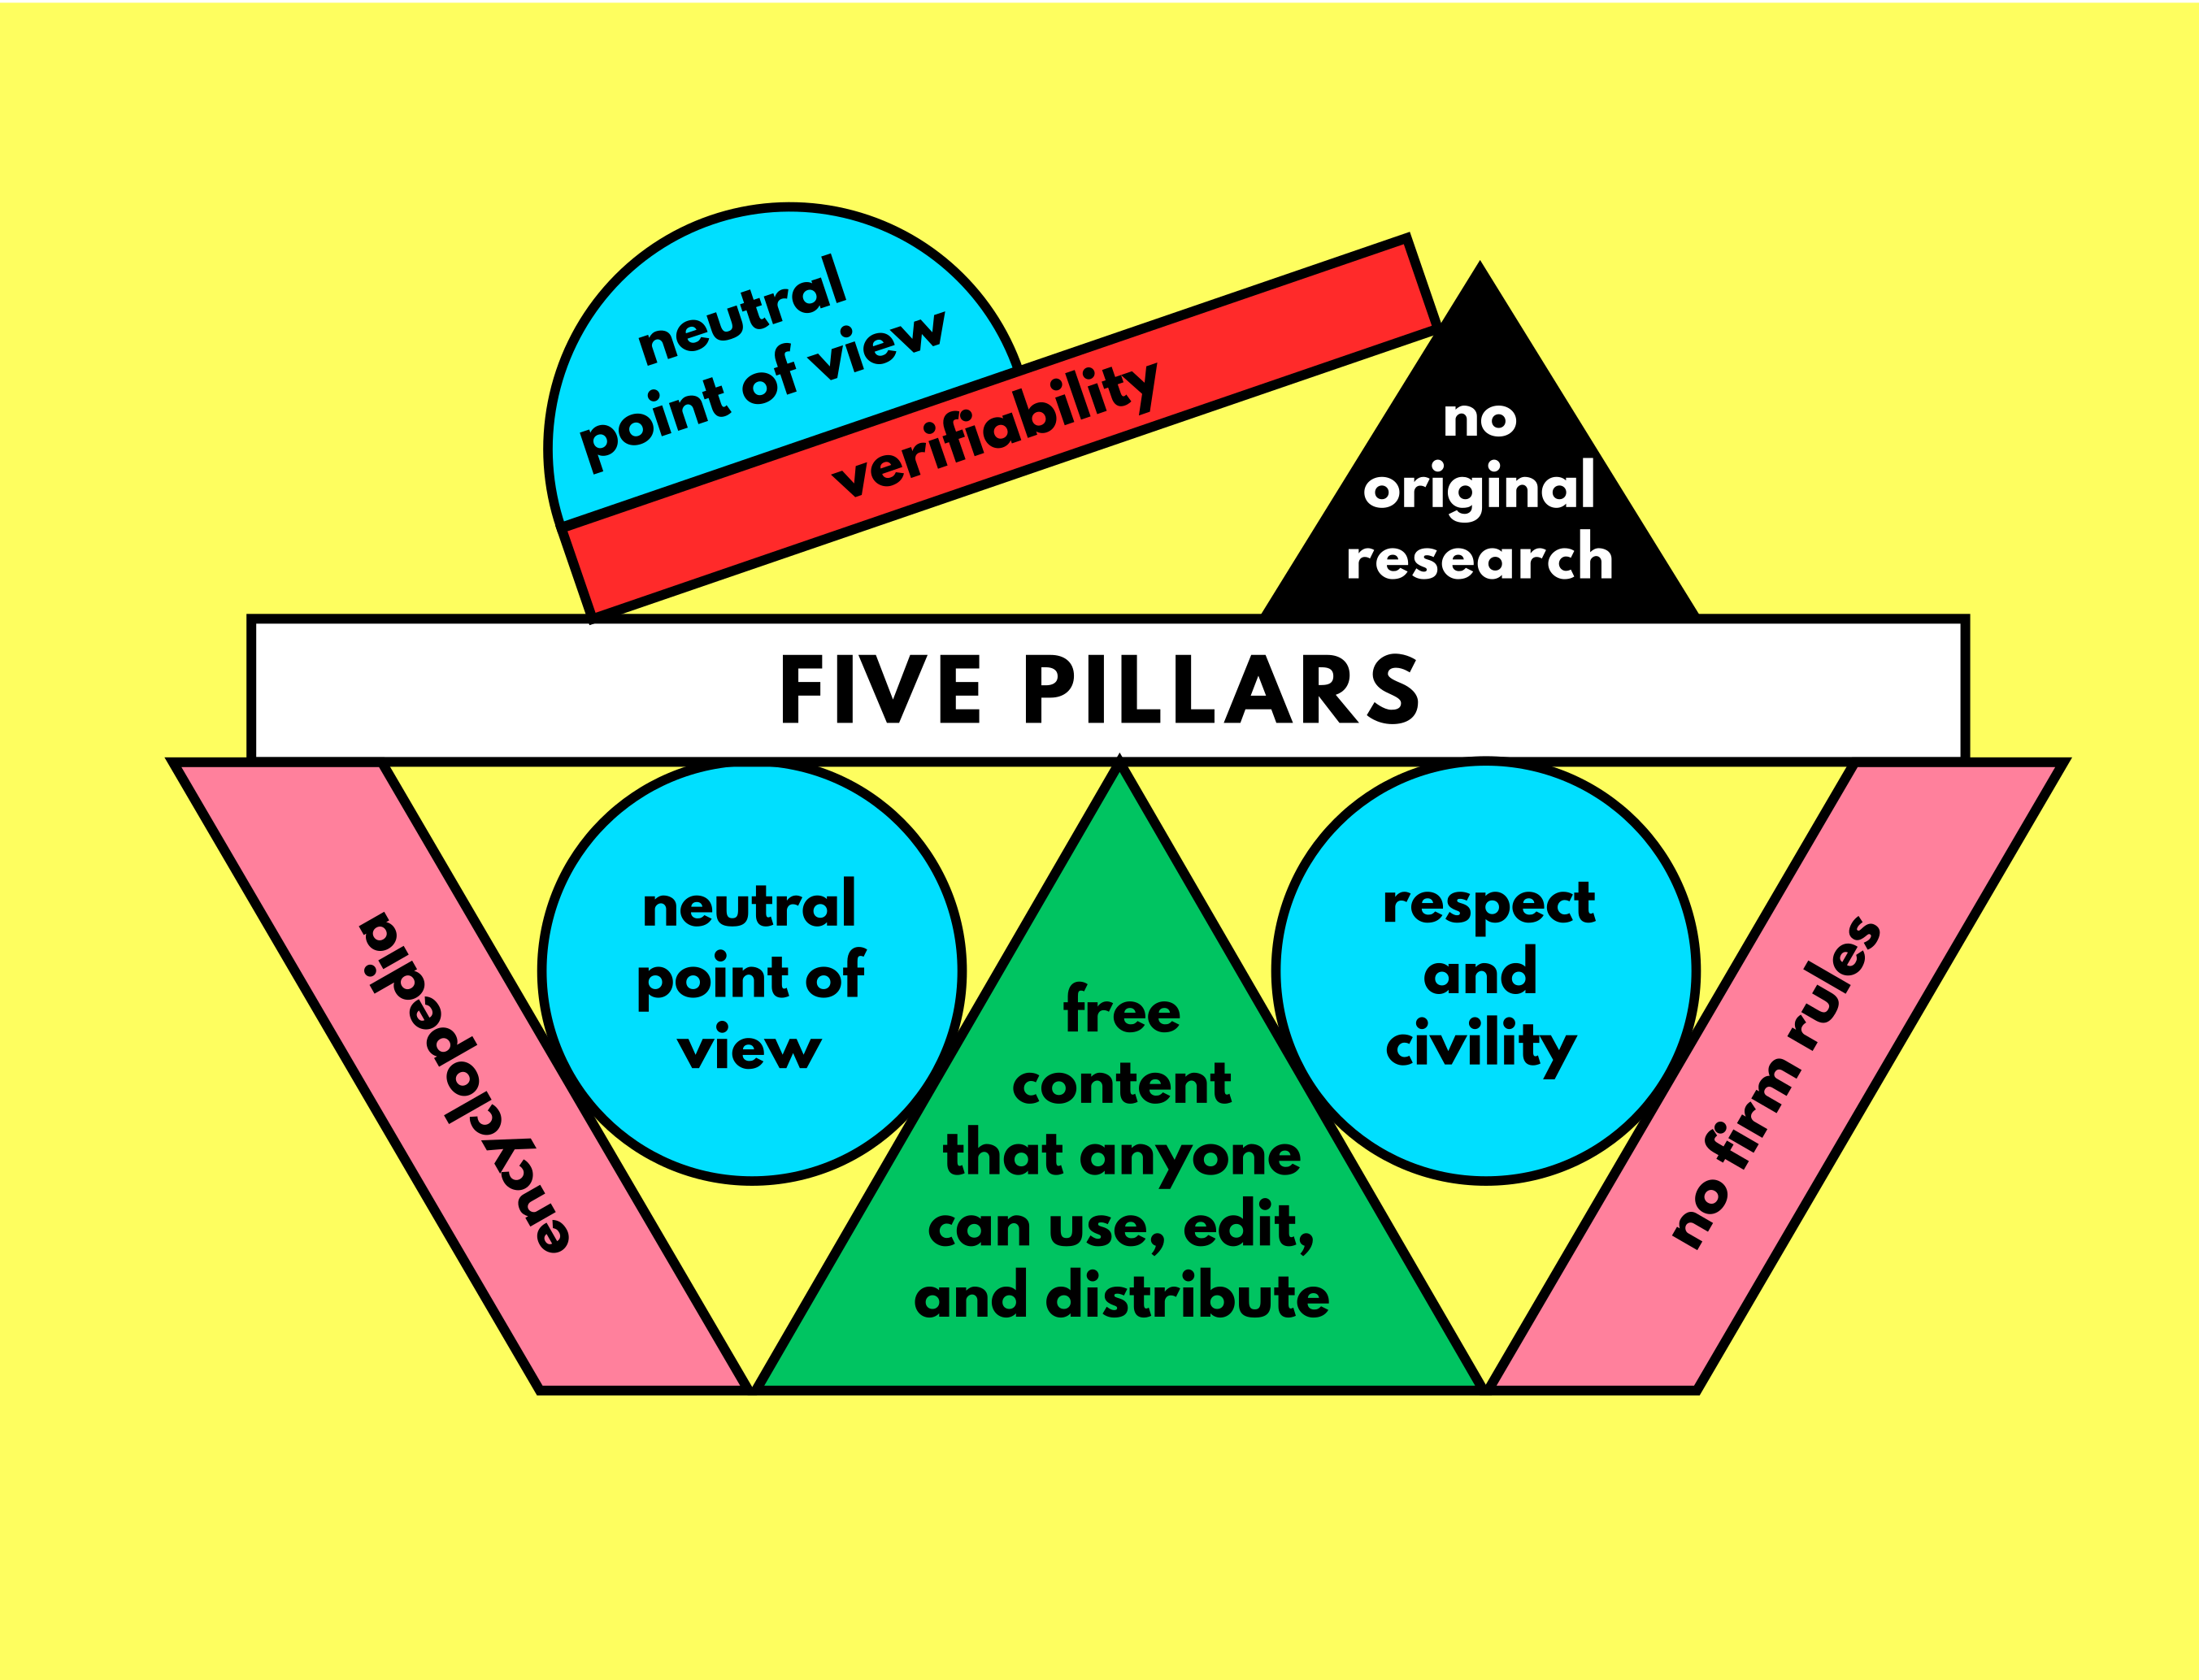 neutral
point of view
verifiability
no
original
research
FIVE PILLARS
encyclopedia
neutral
point of
view
free
content
that anyone
can use, edit,
and distribute
respect
and
civility
no firm rules